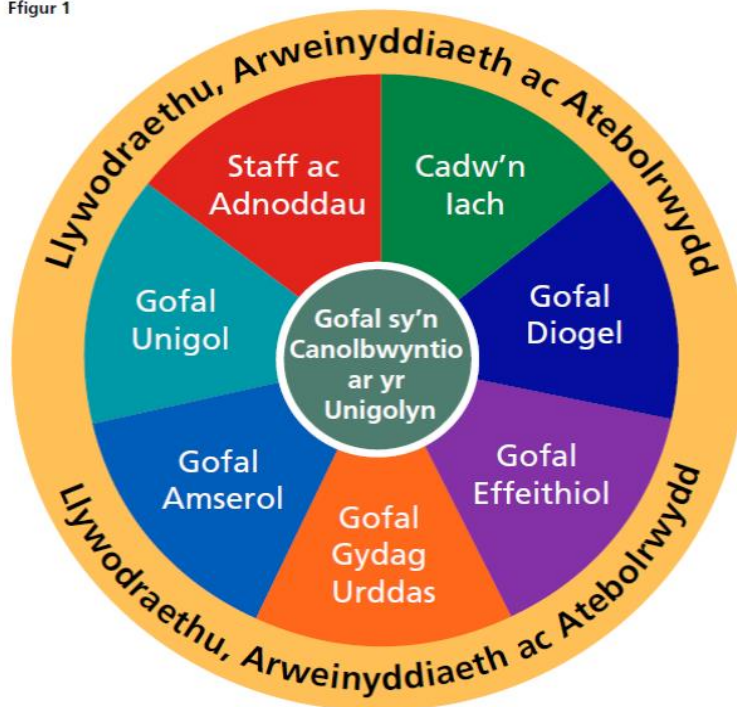 Ffigur 1
Llywodraethu, Arweinyddiaeth ac Atebolrwydd
Staff ac
Adnoddau
Cadw'n
Iach
Gofal
Unigol
Gofal
Diogel
Gofal sy'n
Canolbwyntio
ar yr
Unigolyn
Gofal
Amserol
Gofal
Effeithiol
Gofal
Gydag
Urddas
Llywodraethu, Arweinyddiaeth ac Atebolrwydd